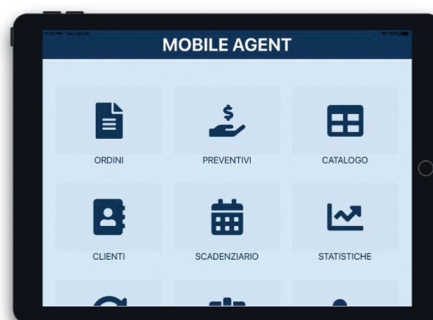 MOBILE AGENT
ORDINI
PREVENTIVI
CATALOGO
CLIENTI
SCADENZIARIO
STATISTICHE